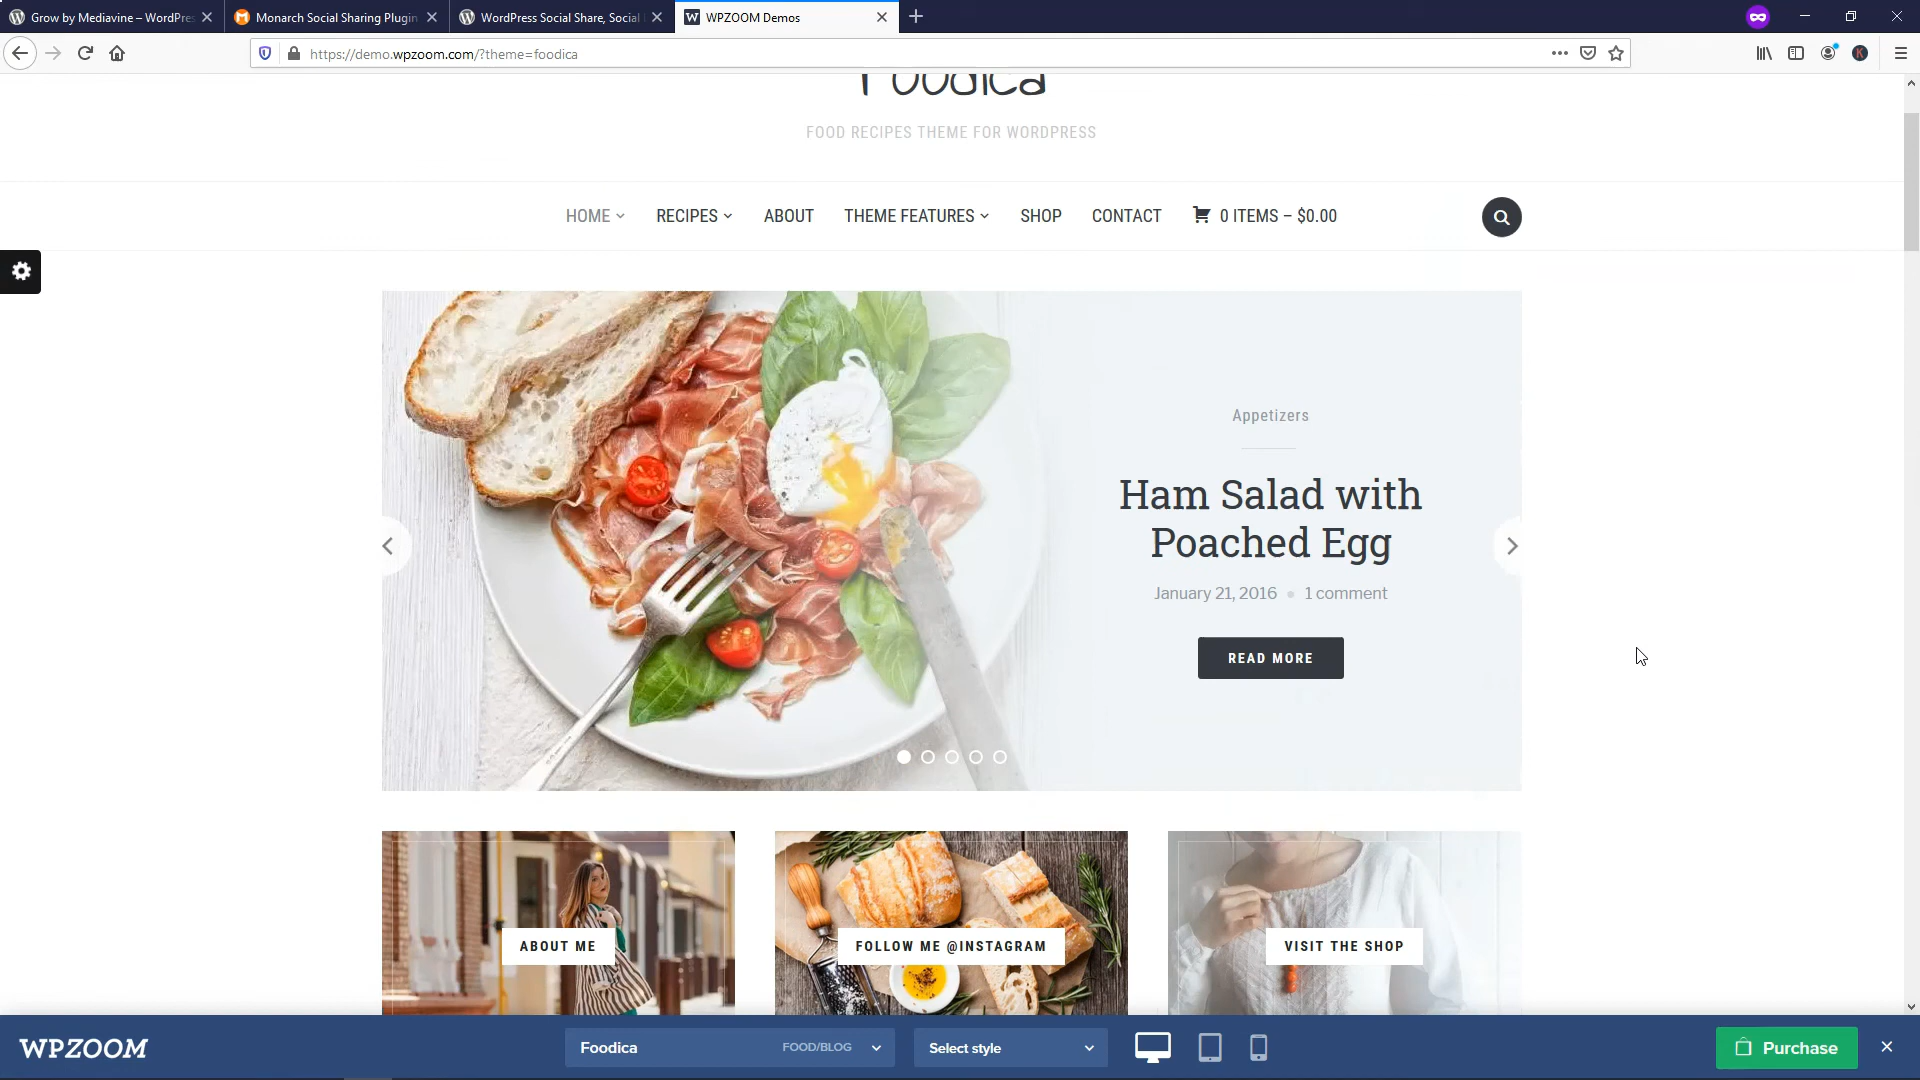 Grow by Mediavine – WordPres
Monarch Social Sharing Plugin
WordPress Social Share, Social
WPZOOM Demos
https://demo.wpzoom.com/?theme=foodica
Foodica
FOOD RECIPES THEME FOR WORDPRESS
HOME RECIPES ABOUT THEME FEATURES SHOP CONTACT 0 ITEMS – $0.00
Appetizers
Ham Salad with
Poached Egg
January 21, 2016 1 comment
READ MORE
ABOUT ME
FOLLOW ME @INSTAGRAM
VISIT THE SHOP
WPZOOM
Foodica FOOD/BLOG
Select style
Purchase